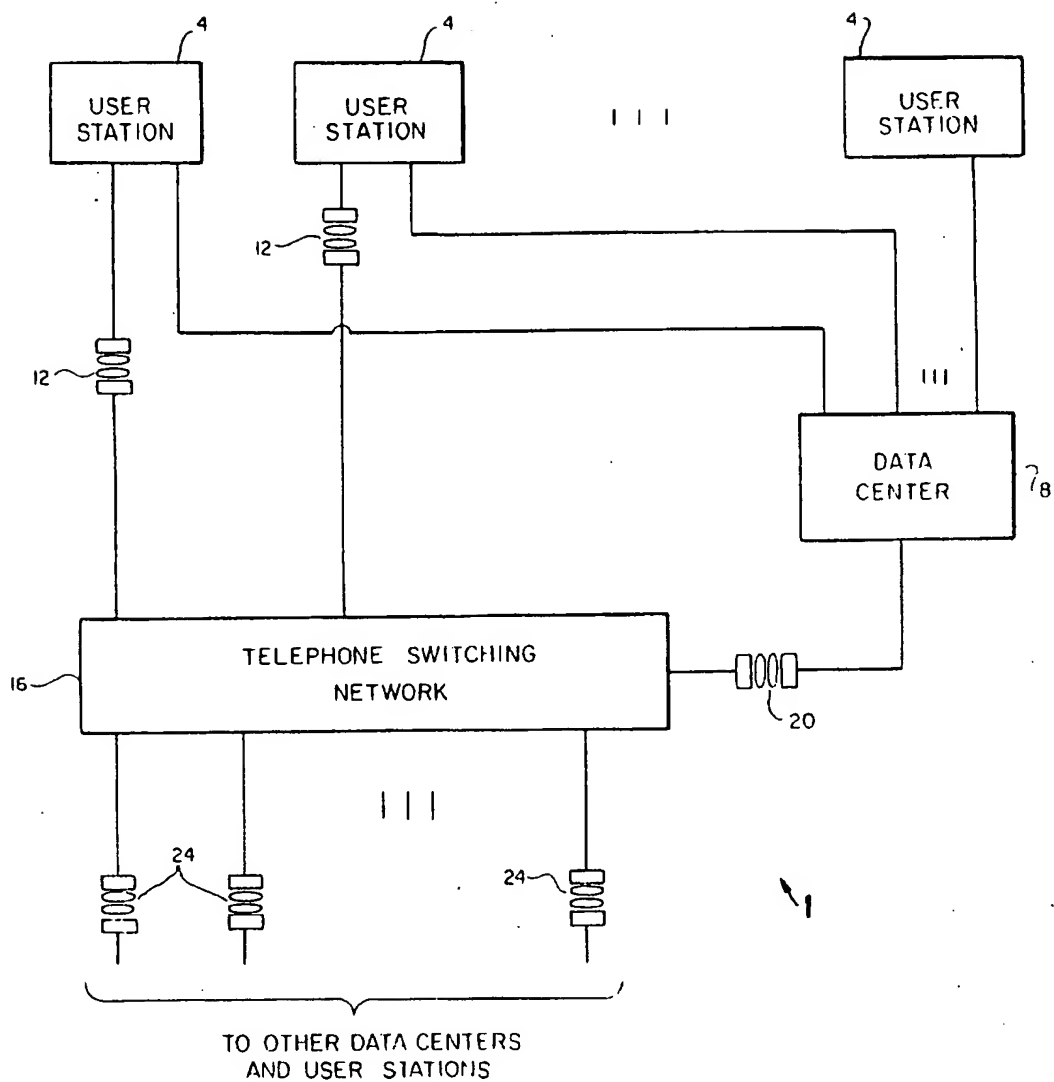 4
4
4
USER
STATION
USER
STATION
USER
STATION
12
12
DATA
CENTER
8
TELEPHONE SWITCHING
NETWORK
16
20
24
24
1
TO OTHER DATA CENTERS
AND USER STATIONS